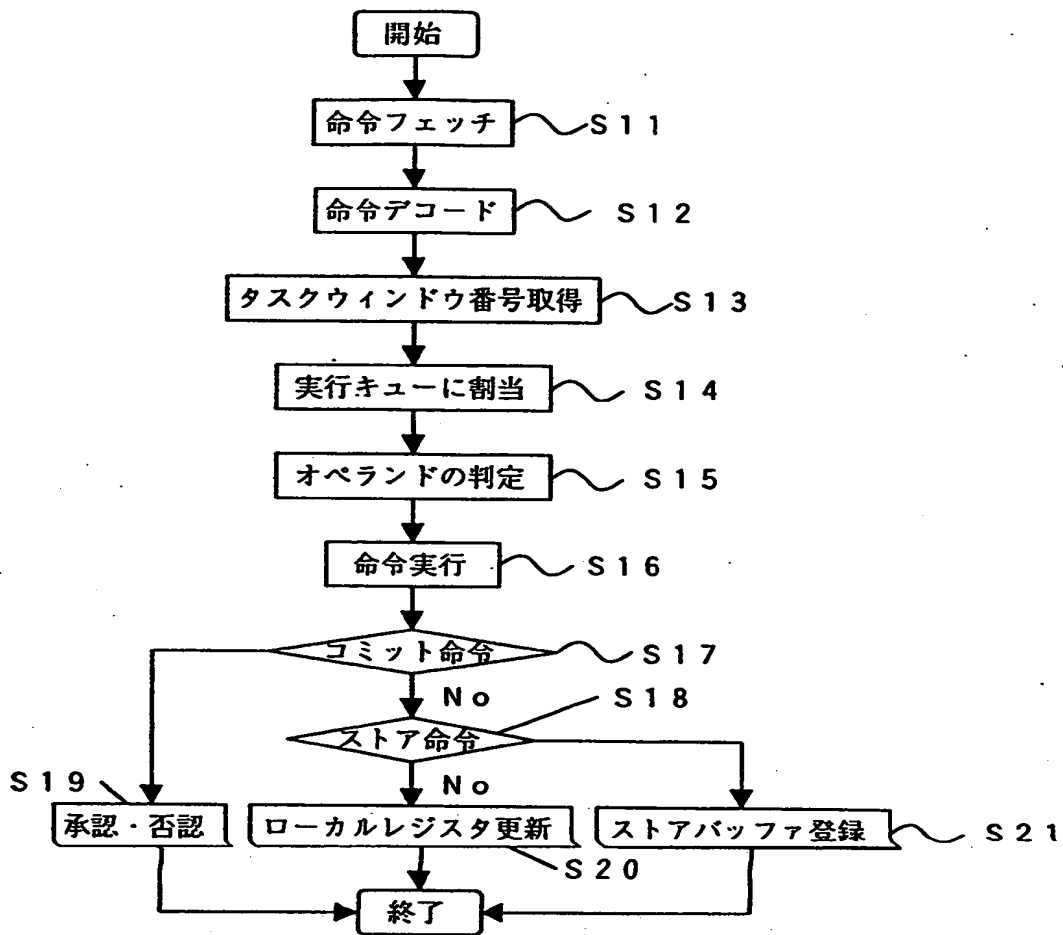 開始
命令フェッチ S11
命令デコード S12
タスクウィンドウ番号取得 S13
実行キューに割当 S14
オペランドの判定 S15
命令実行 S16
コミット命令 S17
No S18
ストア命令
S19 No
承認・否認 ローカルレジスタ更新 ストアバッファ登録 S21
S20
終了